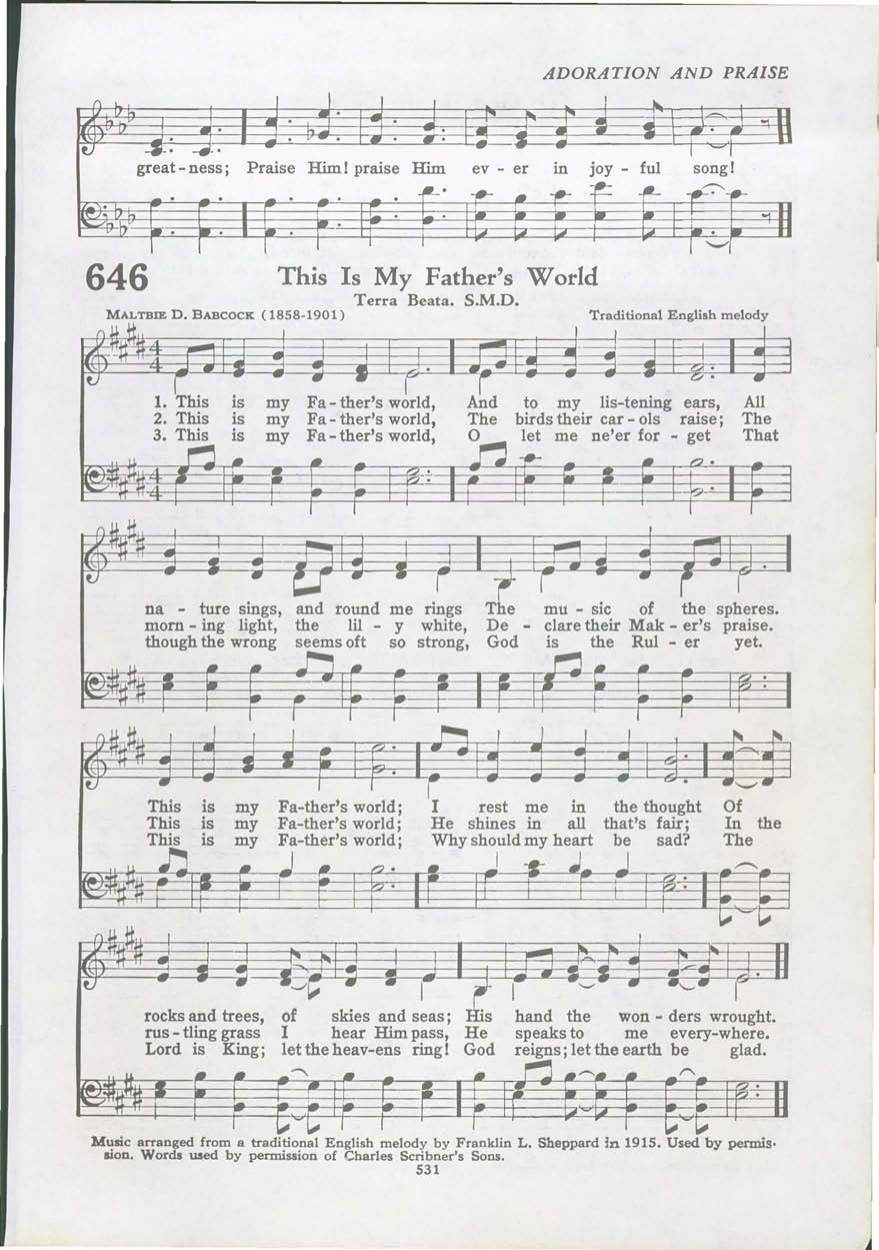 ADORATION AND PRAISE
great-ness; Praise Him! praise Him ev-er in joy-ful song!
646 This Is My Father's World
Terra Beata. S.M.D.
MALTBIE D. BABCOCK (1858-1901) Traditional English melody
4 4
1. This is my Fa-ther's world, And to my lis-tening ears, All
2. This is my Fa-ther's world, The birds their car-ols raise; The
3. This is my Fa-ther's world, O let me ne'er for-get That
4 4
na-ture sings, and round me rings The mu-sic of the spheres.
morn-ing light, the lil-y white, De-clare their Mak-er's praise.
though the wrong seems oft so strong, God is the Rul-er yet.
This is my Fa-ther's world; I rest me in the thought Of
This is my Fa-ther's world; He shines in all that's fair; In the
This is my Fa-ther's world; Why should my heart be sad? The
rocks and trees, of skies and seas; His hand the won-ders wrought.
rus-tling grass I hear Him pass, He speaks to me every-where.
Lord is King; let the heav-ens ring! God reigns; let the earth be glad.
Music arranged from a traditional English melody by Franklin L. Sheppard in 1915. Used by permis-
sion. Words used by permission of Charles Scribner's Sons.
531